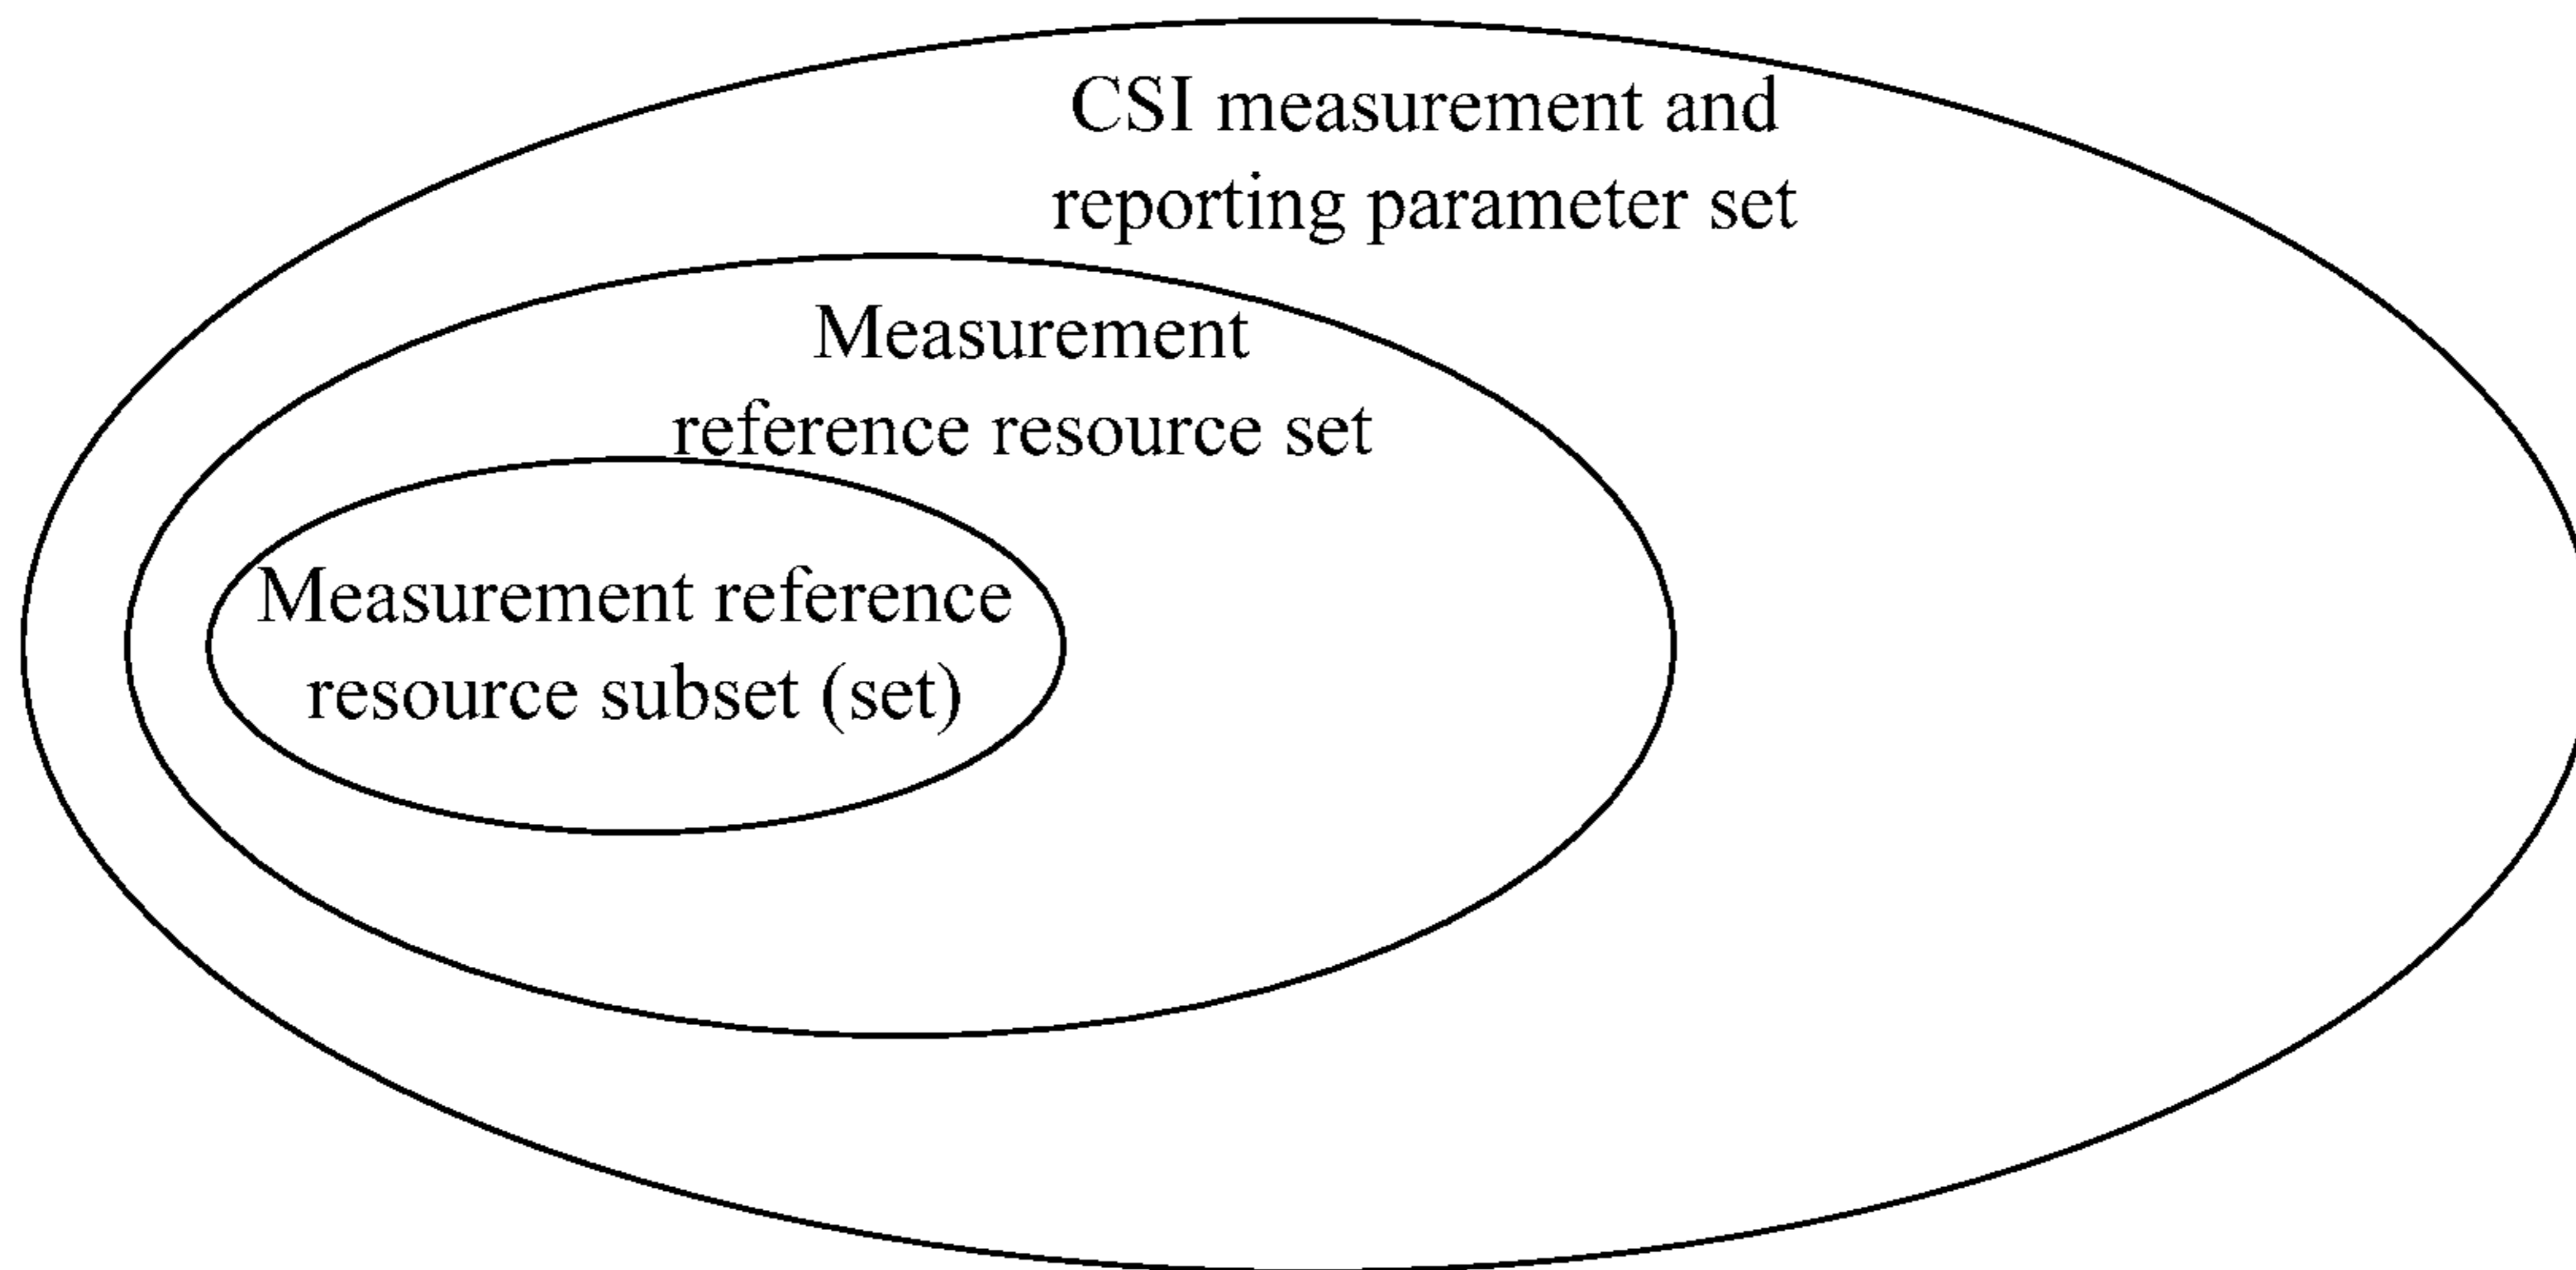 CSI measurement and
reporting parameter set
Measurement
reference resource set
Measurement reference
resource subset (set)